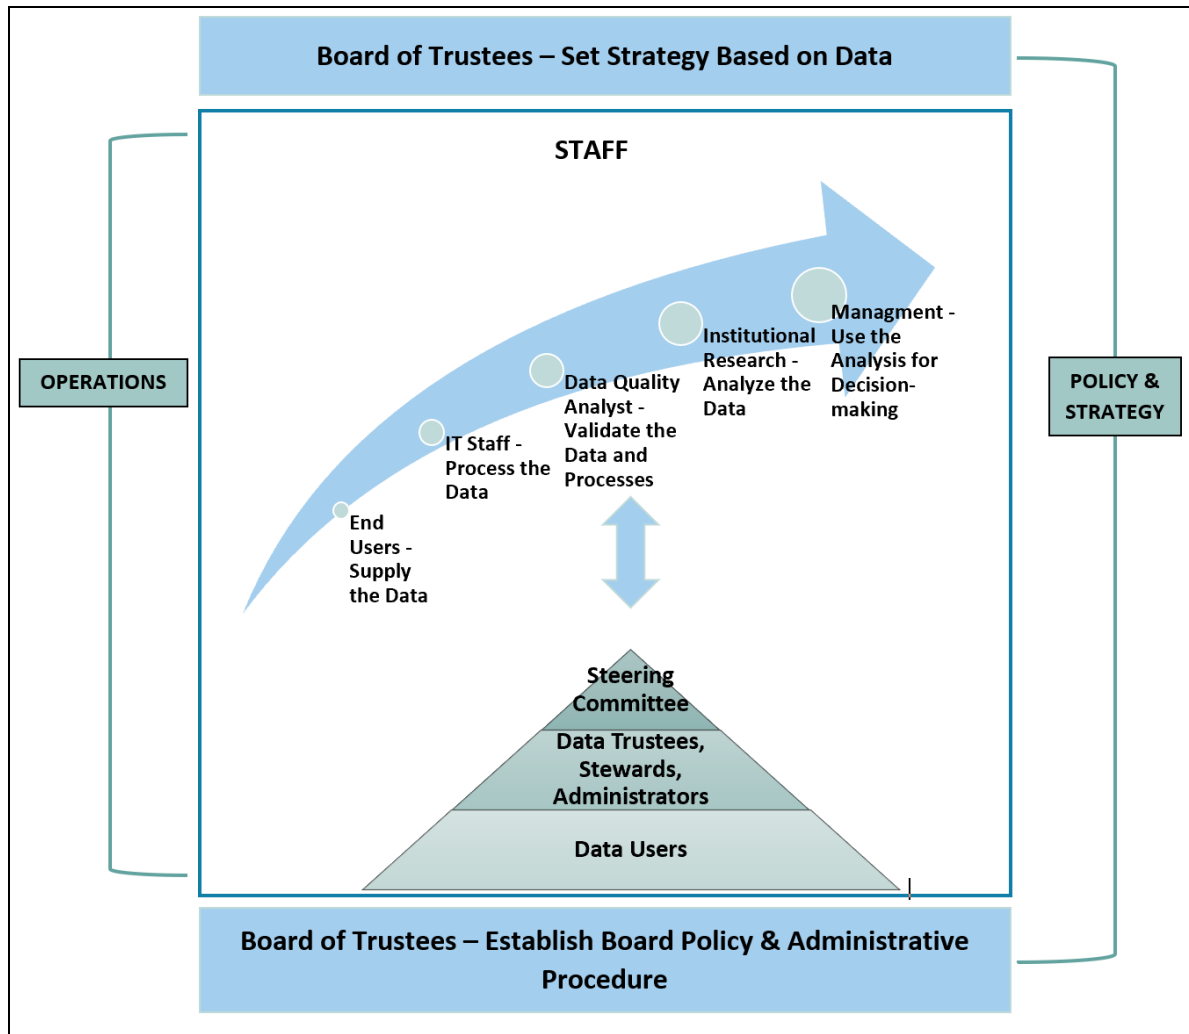 Board of Trustees – Set Strategy Based on Data
STAFF
OPERATIONS
POLICY &
STRATEGY
End
Users -
Supply
the Data
IT Staff -
Process the
Data
Data Quality
Analyst -
Validate the
Data and
Processes
Institutional
Research -
Analyze the
Data
Managment -
Use the
Analysis for
Decision-
making
Steering
Committee
Data Trustees,
Stewards,
Administrators
Data Users
Board of Trustees – Establish Board Policy & Administrative
Procedure